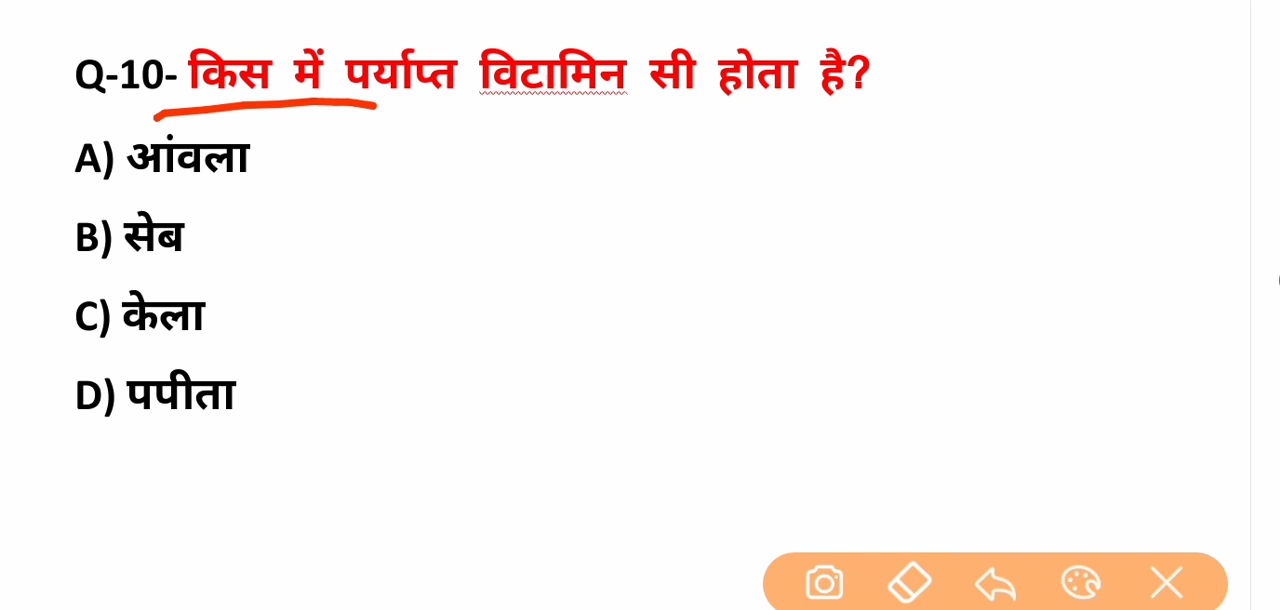 Q-10- किस में पर्याप्त विटामिन सी होता है?
A) आंवला
B) सेब
C) केला
D) पपीता